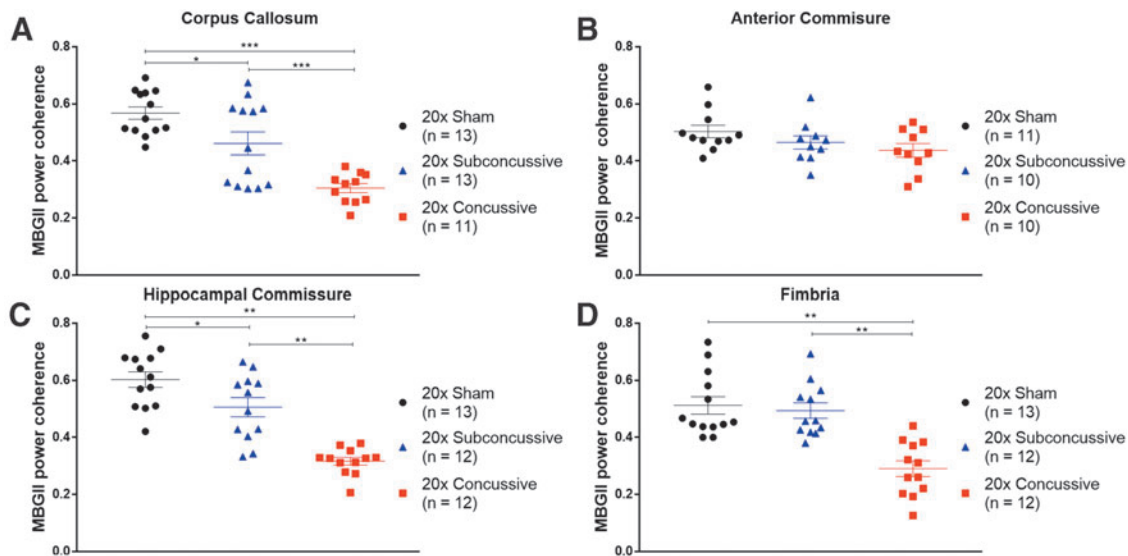 A
Corpus Callosum
MBGII power coherence
0.8
0.6
0.4
0.2
0.0
***
*
***
20x Sham
(n = 13)
20x Subconcussive
(n = 13)
20x Concussive
(n = 11)
B
Anterior Commisure
MBGII power coherence
0.8
0.6
0.4
0.2
0.0
20x Sham
(n = 11)
20x Subconcussive
(n = 10)
20x Concussive
(n = 10)
C
Hippocampal Commissure
MBGII power coherence
0.8
0.6
0.4
0.2
0.0
**
*
**
20x Sham
(n = 13)
20x Subconcussive
(n = 12)
20x Concussive
(n = 12)
D
Fimbria
MBGII power coherence
0.8
0.6
0.4
0.2
0.0
**
**
20x Sham
(n = 13)
20x Subconcussive
(n = 12)
20x Concussive
(n = 12)